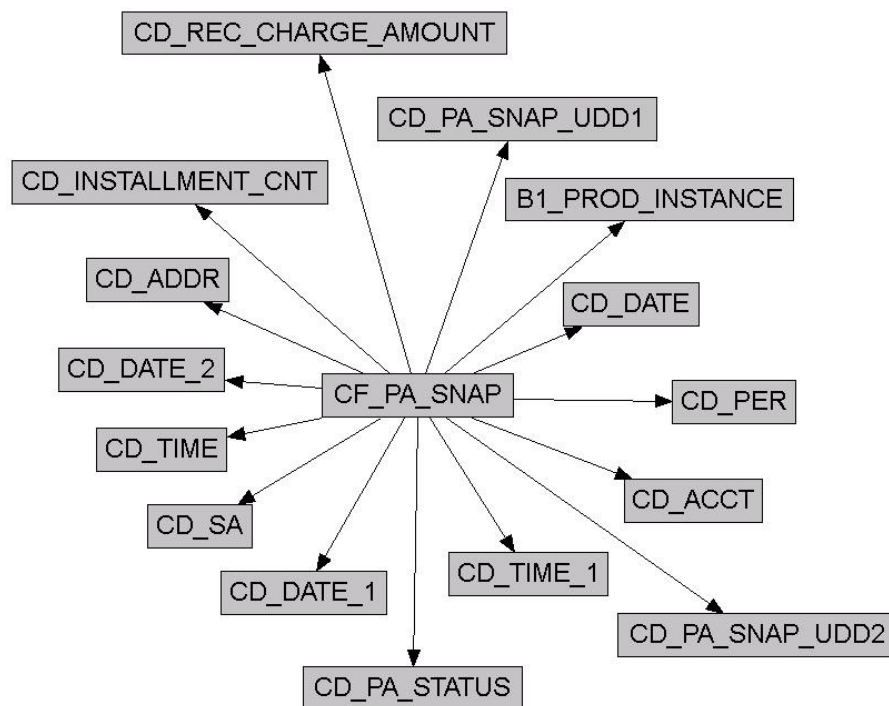 CD_REC_CHARGE_AMOUNT
CD_PA_SNAP_UDD1
CD_INSTALLMENT_CNT
B1_PROD_INSTANCE
CD_ADDR
CD_DATE
CD_DATE_2
CF_PA_SNAP
CD_PER
CD_TIME
CD_ACCT
CD_SA
CD_TIME_1
CD_DATE_1
CD_PA_SNAP_UDD2
CD_PA_STATUS